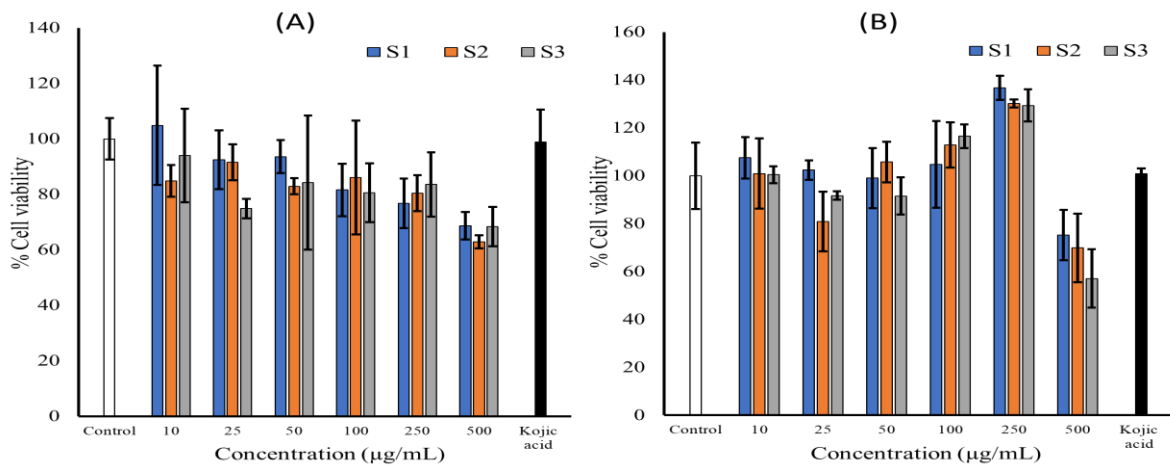 (A)
S1 S2 S3
% Cell viability
140
120
100
80
60
40
20
0
Control 10 25 50 100 250 500 Kojic acid
Concentration (µg/mL)
(B)
S1 S2 S3
% Cell viability
160
140
120
100
80
60
40
20
0
Control 10 25 50 100 250 500 Kojic acid
Concentration (µg/mL)